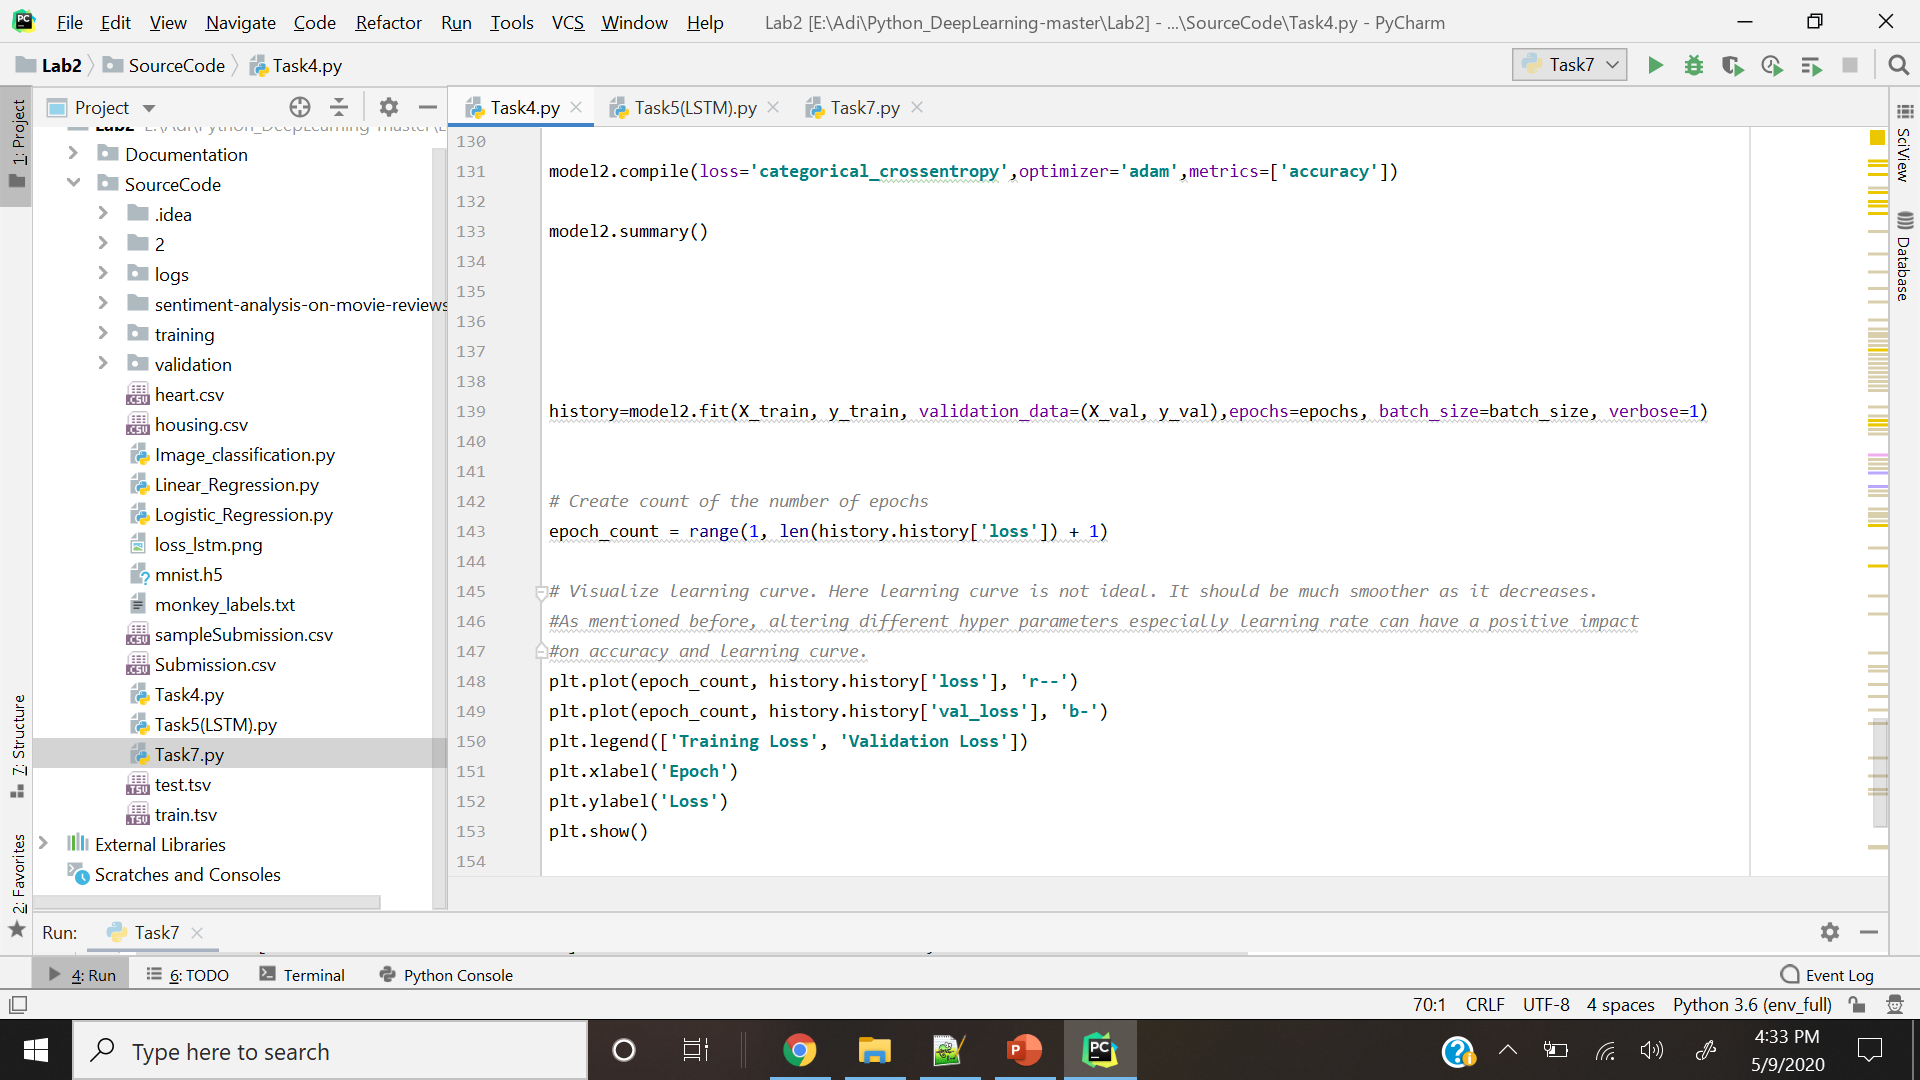 File Edit View Navigate Code Refactor Run Tools VCS Window Help Lab2 [E:\Adi\Python_DeepLearning-master\Lab2] - ...\SourceCode\Task4.py - PyCharm
Lab2 SourceCode Task4.py Task7
1: Project
Project
Task4.py Task5(LSTM).py Task7.py
Lab2 E:\Adi\Python_DeepLearning-master\L
Documentation
SourceCode
.idea
2
logs
sentiment-analysis-on-movie-reviews
training
validation
heart.csv
housing.csv
Image_classification.py
Linear_Regression.py
Logistic_Regression.py
loss_lstm.png
mnist.h5
monkey_labels.txt
sampleSubmission.csv
Submission.csv
Task4.py
Task5(LSTM).py
Task7.py
test.tsv
train.tsv
External Libraries
Scratches and Consoles
7: Structure
2: Favorites
130
131 model2.compile(loss='categorical_crossentropy',optimizer='adam',metrics=['accuracy'])
132
133 model2.summary()
134
135
136
137
138
139 history=model2.fit(X_train, y_train, validation_data=(X_val, y_val),epochs=epochs, batch_size=batch_size, verbose=1)
140
141
142 # Create count of the number of epochs
143 epoch_count = range(1, len(history.history['loss']) + 1)
144
145 # Visualize learning curve. Here learning curve is not ideal. It should be much smoother as it decreases.
146 #As mentioned before, altering different hyper parameters especially learning rate can have a positive impact
147 #on accuracy and learning curve.
148 plt.plot(epoch_count, history.history['loss'], 'r--')
149 plt.plot(epoch_count, history.history['val_loss'], 'b-')
150 plt.legend(['Training Loss', 'Validation Loss'])
151 plt.xlabel('Epoch')
152 plt.ylabel('Loss')
153 plt.show()
154
SciView
Database
Run: Task7
4: Run 6: TODO Terminal Python Console Event Log
70:1 CRLF UTF-8 4 spaces Python 3.6 (env_full)
Type here to search
4:33 PM
5/9/2020